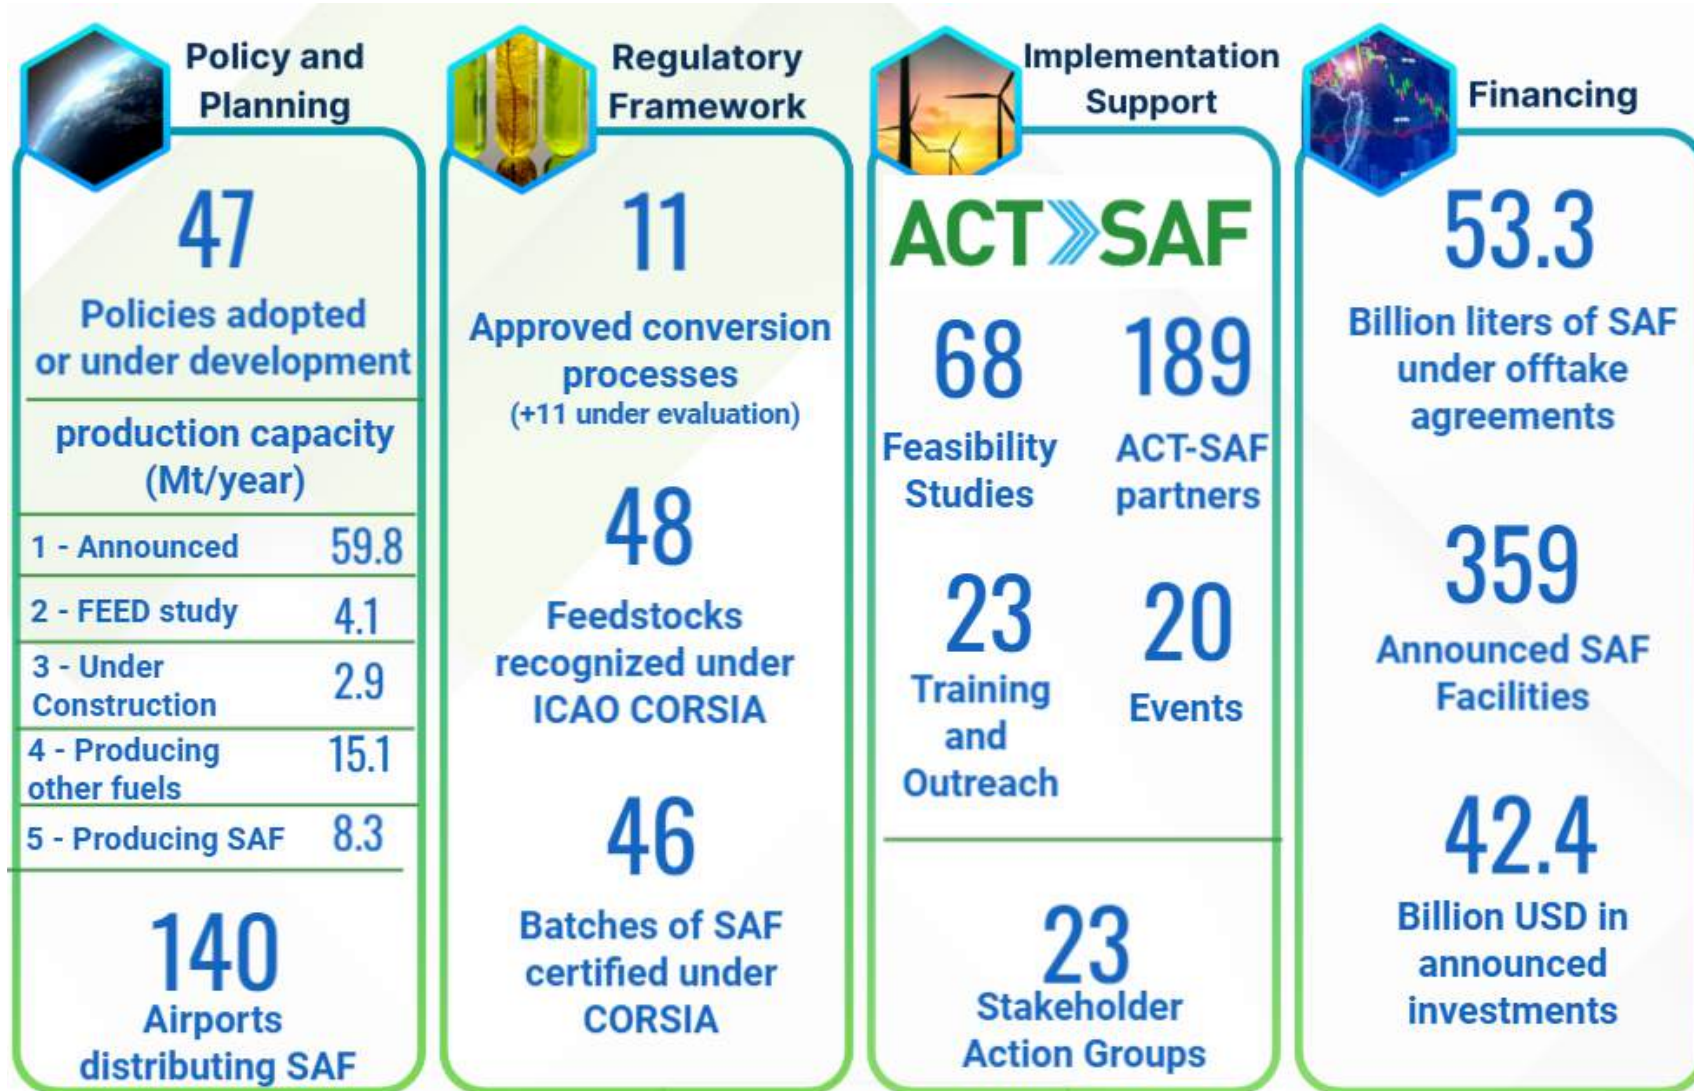 Policy and
Planning
47
Policies adopted
or under development
production capacity
(Mt/year)
1 - Announced 59.8
2 - FEED study 4.1
3 - Under
Construction 2.9
4 - Producing
other fuels 15.1
5 - Producing SAF 8.3
140
Airports
distributing SAF
Regulatory
Framework
11
Approved conversion
processes
(+11 under evaluation)
48
Feedstocks
recognized under
ICAO CORSIA
46
Batches of SAF
certified under
CORSIA
Implementation
Support
ACT SAF
68
Feasibility
Studies
189
ACT-SAF
partners
23
Training
and
Outreach
20
Events
23
Stakeholder
Action Groups
Financing
53.3
Billion liters of SAF
under offtake
agreements
359
Announced SAF
Facilities
42.4
Billion USD in
announced
investments